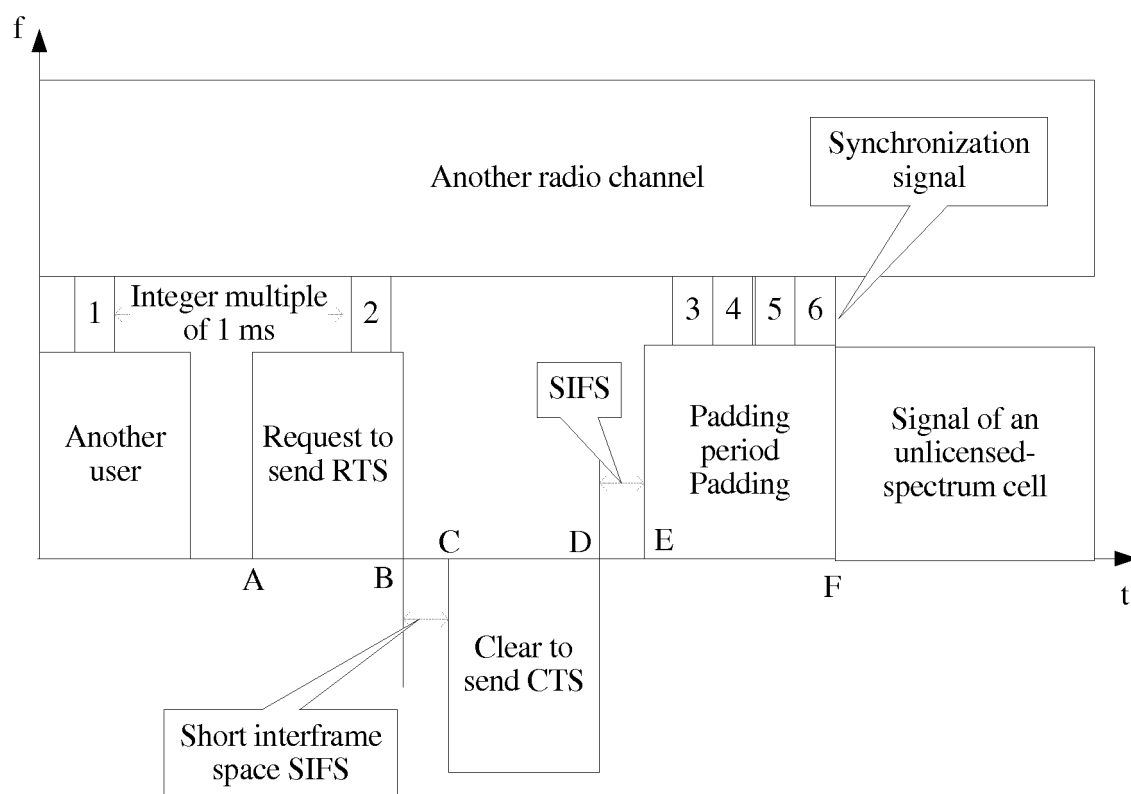 f
Synchronization
signal
Another radio channel
1
Integer multiple
of 1 ms
2
3
4
5
6
SIFS
Another
user
Request to
send RTS
Padding
period
Padding
Signal of an
unlicensed-
spectrum cell
A
B
C
D
E
F
t
Clear to
send CTS
Short interframe
space SIFS